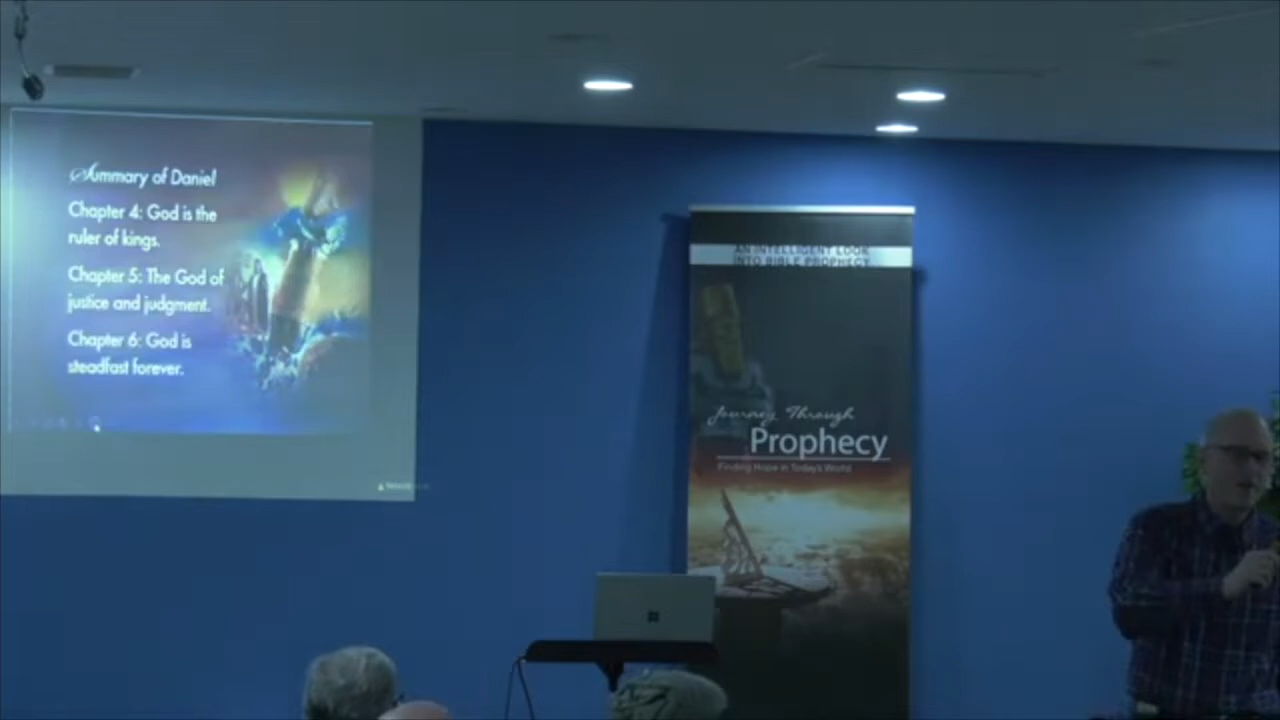 Summary of Daniel
Chapter 4: God is the
ruler of kings.
Chapter 5: The God of
justice and judgment.
Chapter 6: God is
steadfast forever.
AN INTELLIGENT LOOK
INTO BIBLE PROPHECY
Journey Through
Prophecy
Finding Hope in Today's World